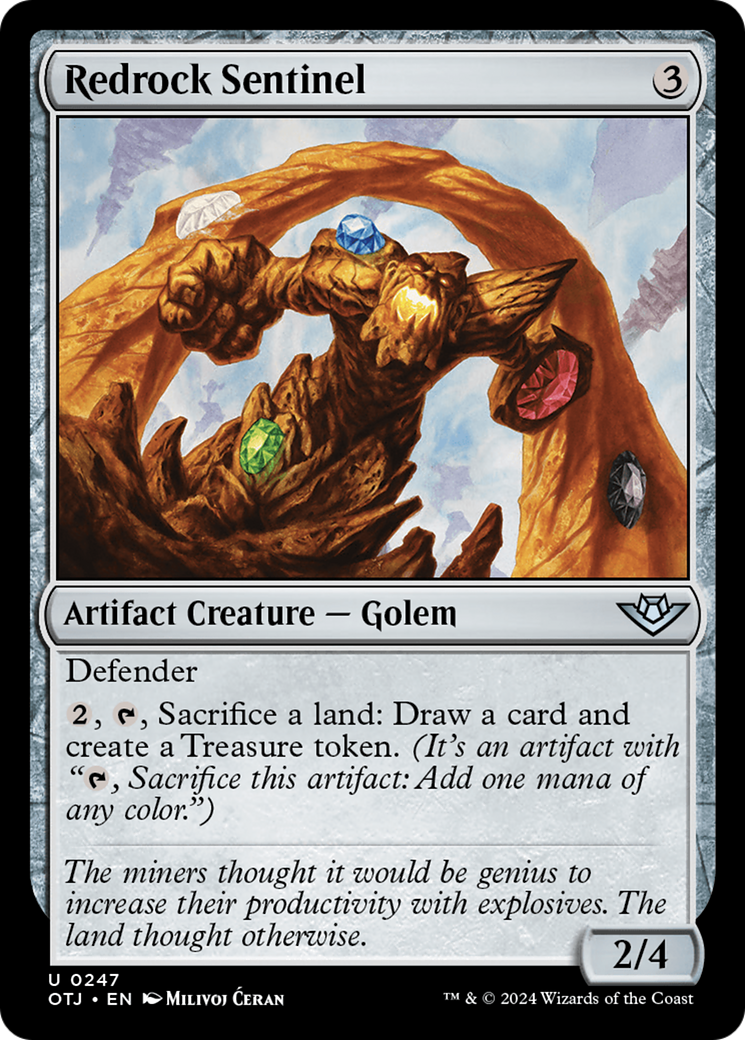 Redrock Sentinel 3
Artifact Creature — Golem
Defender
2, , Sacrifice a land: Draw a card and
create a Treasure token. (It's an artifact with
“, Sacrifice this artifact: Add one mana of
any color.”)
The miners thought it would be genius to
increase their productivity with explosives. The
land thought otherwise.
2/4
U 0247
OTJ • EN Milivoj Ćeran
™ & © 2024 Wizards of the Coast